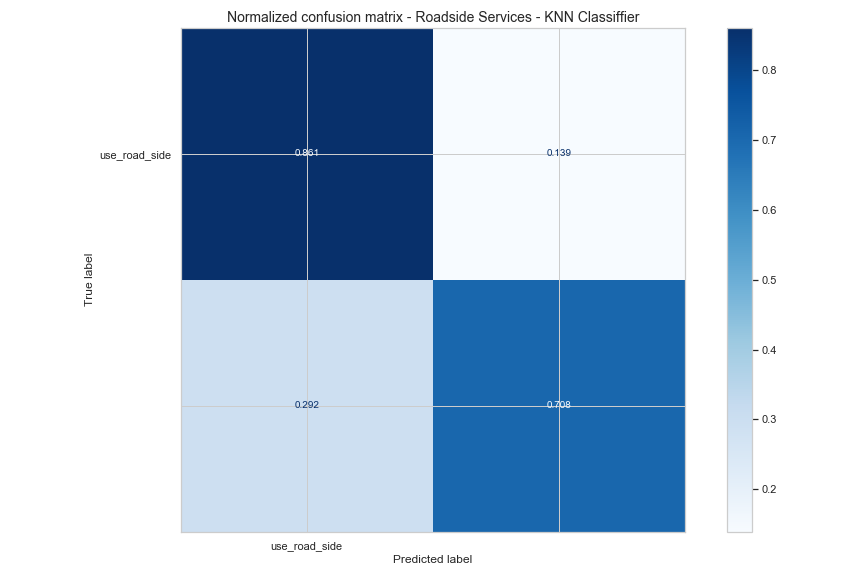 Normalized confusion matrix - Roadside Services - KNN Classiffier
use_road_side
0.861
0.139
0.292
0.708
True label
use_road_side
Predicted label
0.8
0.7
0.6
0.5
0.4
0.3
0.2